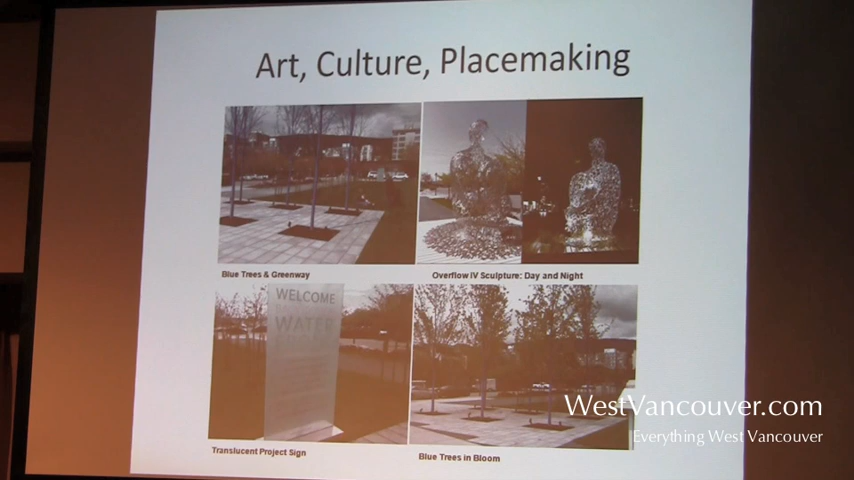 Art, Culture, Placemaking
Blue Trees & Greenway
Overflow IV Sculpture: Day and Night
WELCOME
WATER
Translucent Project Sign
Blue Trees in Bloom
WestVancouver.com
Everything West Vancouver